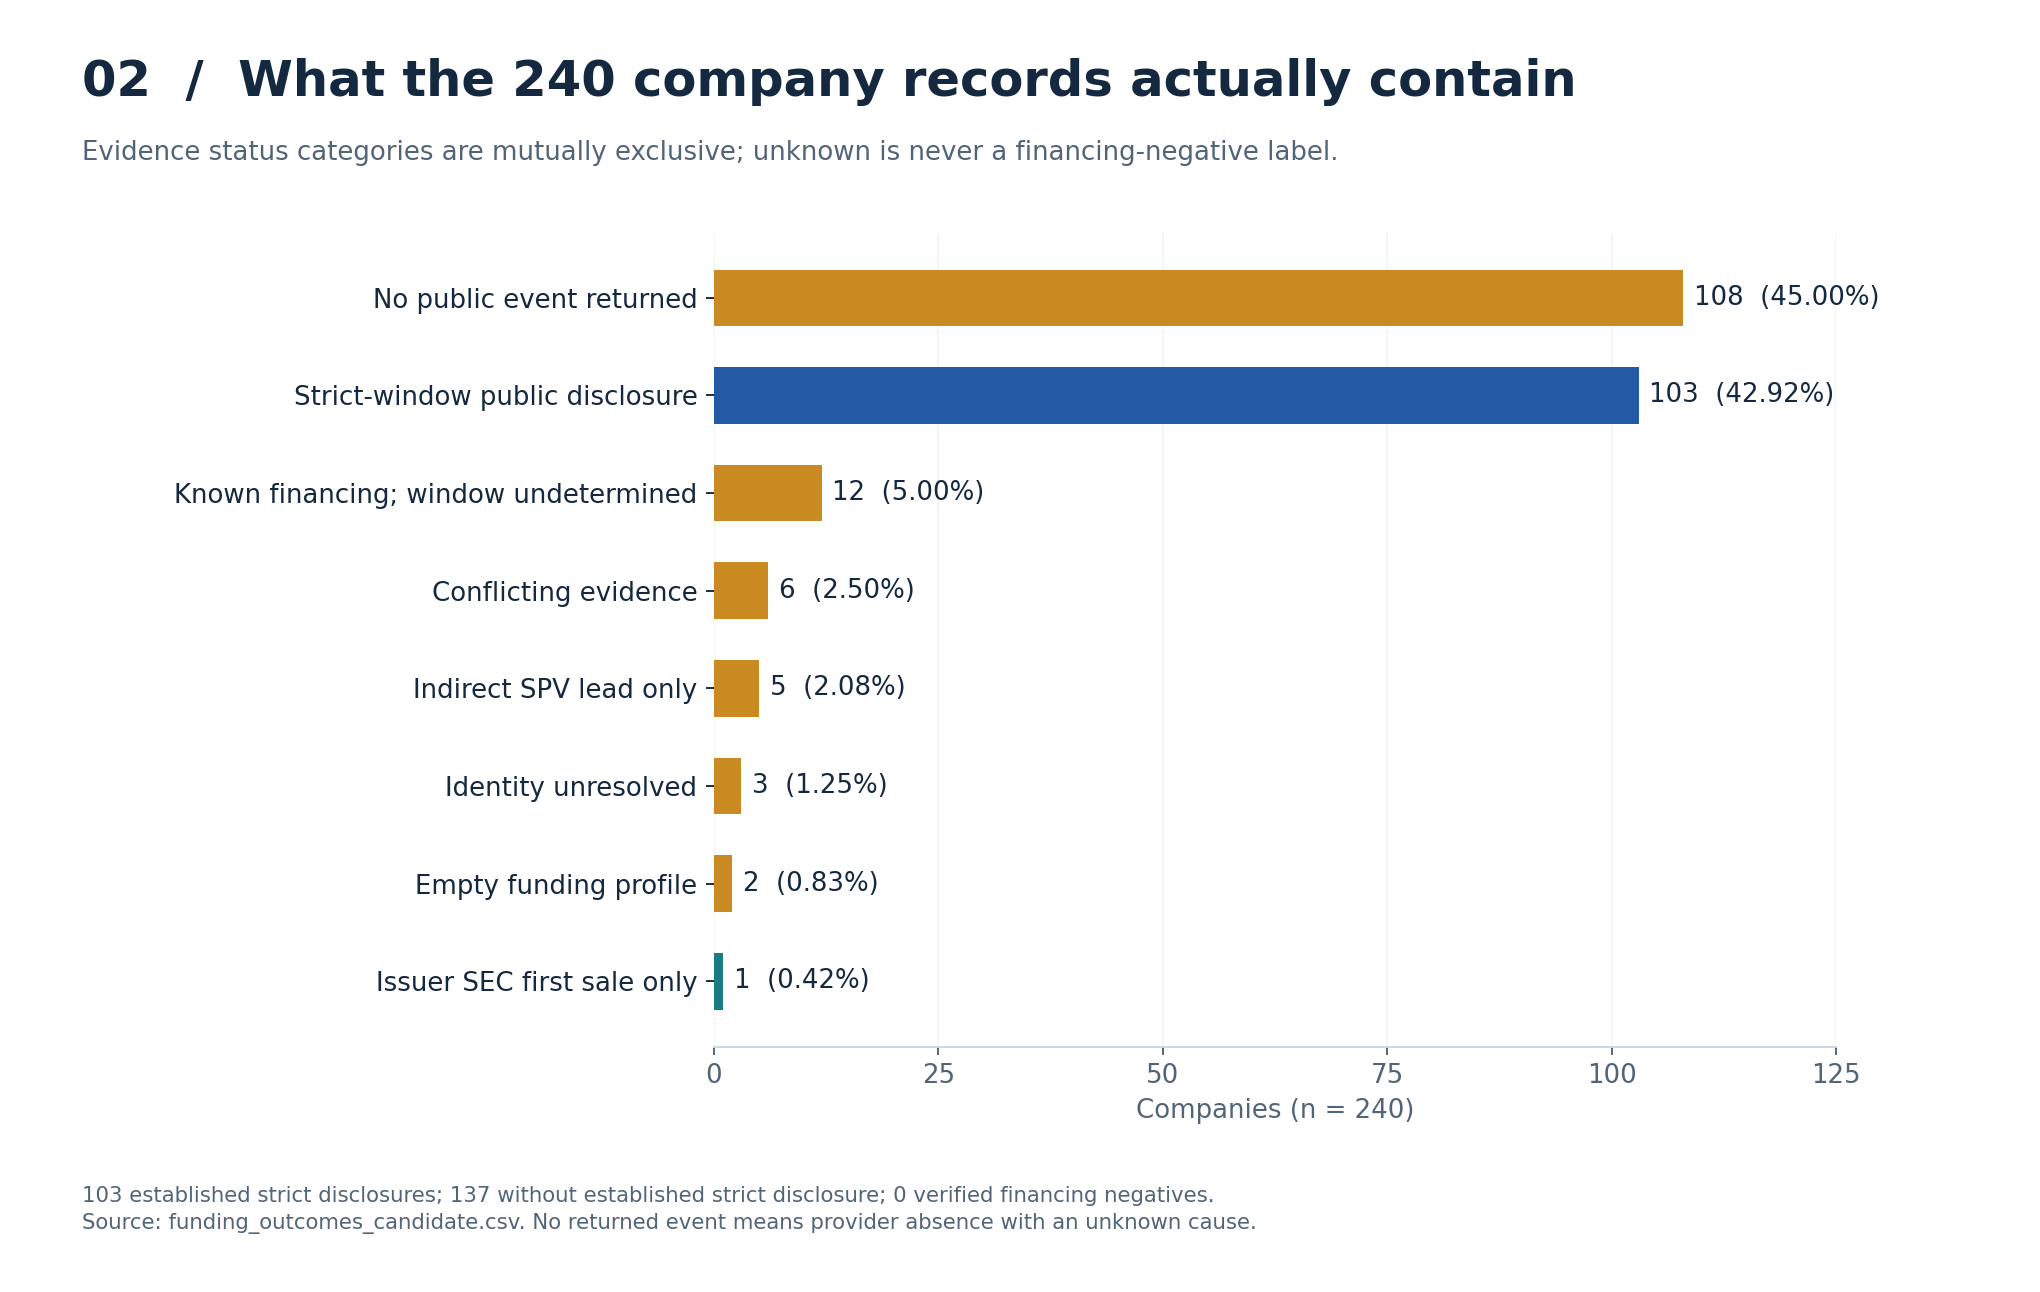 02 / What the 240 company records actually contain
Evidence status categories are mutually exclusive; unknown is never a financing-negative label.
No public event returned 108 (45.00%)
Strict-window public disclosure 103 (42.92%)
Known financing; window undetermined 12 (5.00%)
Conflicting evidence 6 (2.50%)
Indirect SPV lead only 5 (2.08%)
Identity unresolved 3 (1.25%)
Empty funding profile 2 (0.83%)
Issuer SEC first sale only 1 (0.42%)
0 25 50 75 100 125
Companies (n = 240)
103 established strict disclosures; 137 without established strict disclosure; 0 verified financing negatives.
Source: funding_outcomes_candidate.csv. No returned event means provider absence with an unknown cause.